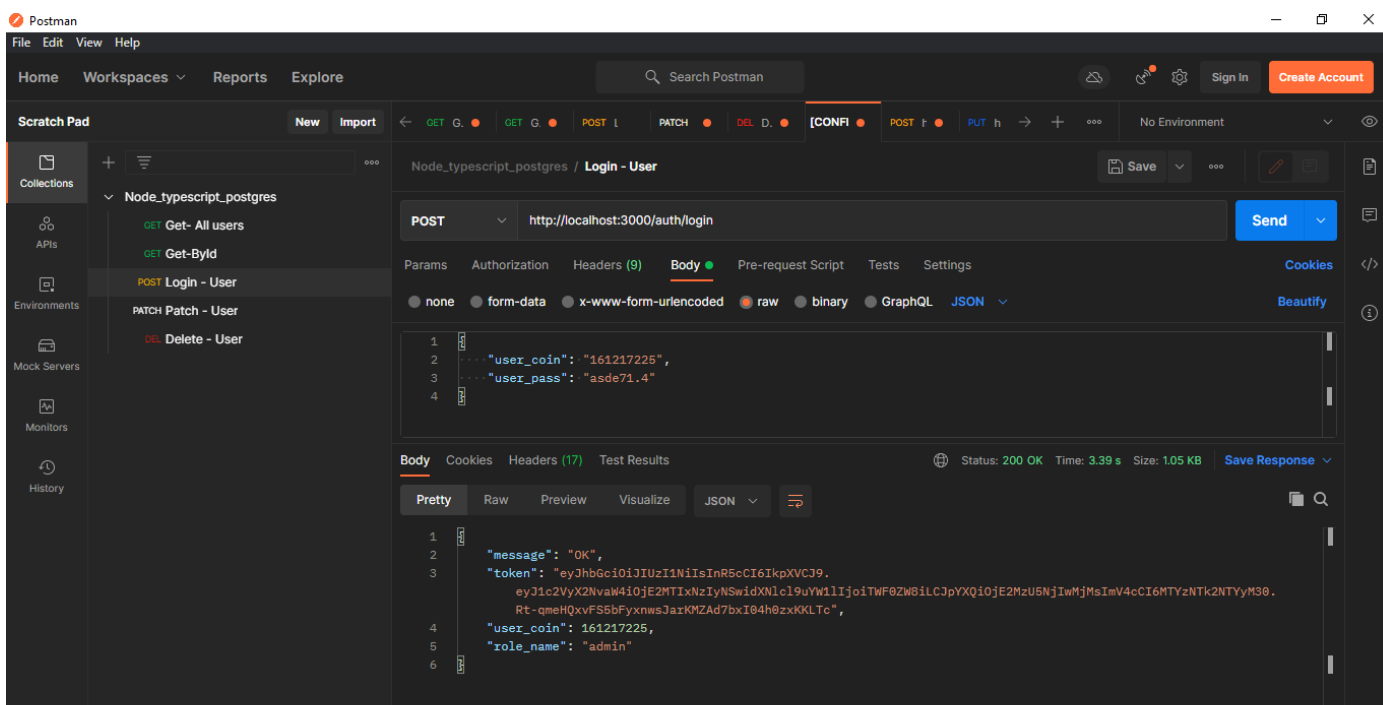 Postman
File Edit View Help
Home Workspaces Reports Explore
Search Postman
Sign In Create Account
Scratch Pad New Import
GET G. GET G. POST PATCH DEL D. [CONFI POST PUT h
No Environment
Collections
APIs
Environments
Mock Servers
Monitors
History
Node_typescript_postgres
GET Get- All users
GET Get-ById
POST Login - User
PATCH Patch - User
DEL Delete - User
Node_typescript_postgres / Login - User
Save
POST http://localhost:3000/auth/login Send
Params Authorization Headers (9) Body Pre-request Script Tests Settings Cookies
none form-data x-www-form-urlencoded raw binary GraphQL JSON Beautify
1 {
2 "user_coin": "161217225",
3 "user_pass": "asde71.4"
4 }
Body Cookies Headers (17) Test Results Status: 200 OK Time: 3.39 s Size: 1.05 KB Save Response
Pretty Raw Preview Visualize JSON
1 {
2 "message": "OK",
3 "token": "eyJhbGciOiJIUzI1NiIsInR5cCI6IkpXVCJ9.
eyJ1c2VyX2NvaW4iOjE2MTIxNzIyNSwidXNlcl9uYW1lIjoiTWF0ZW8iLCJpYXQiOjE2MzU5NjIwMjMsImV4cCI6MTYzNTk2NTYyM30.
Rt-qmeHQxvFS5bFyxnwsJarKMZAd7bxI04h0zxKKLTc",
4 "user_coin": 161217225,
5 "role_name": "admin"
6 }